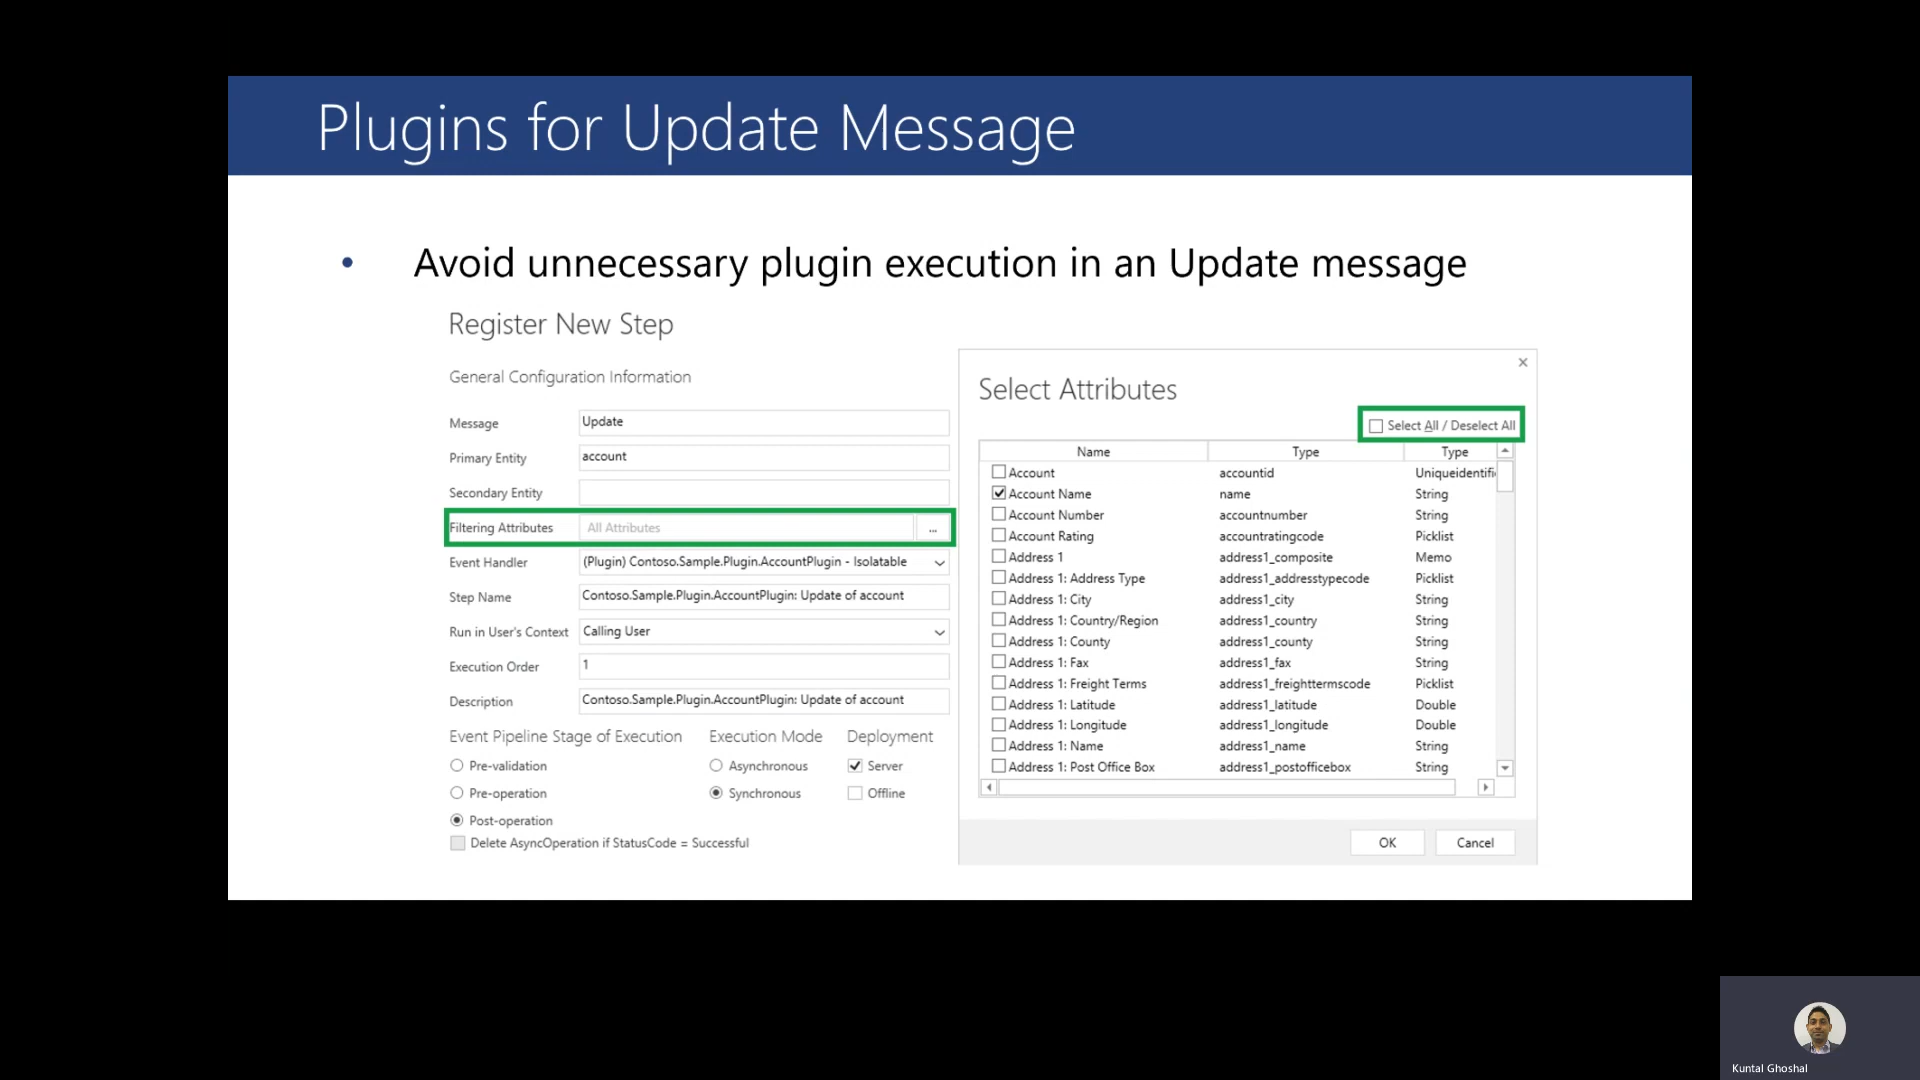 Plugins for Update Message
• Avoid unnecessary plugin execution in an Update message
Register New Step
General Configuration Information
Message Update
Primary Entity account
Secondary Entity
Filtering Attributes All Attributes ...
Event Handler (Plugin) Contoso.Sample.Plugin.AccountPlugin - Isolatable
Step Name Contoso.Sample.Plugin.AccountPlugin: Update of account
Run in User's Context Calling User
Execution Order 1
Description Contoso.Sample.Plugin.AccountPlugin: Update of account
Event Pipeline Stage of Execution Execution Mode Deployment
Pre-validation Asynchronous Server
Pre-operation Synchronous Offline
Post-operation
Delete AsyncOperation if StatusCode = Successful
Select Attributes
Select All / Deselect All
Name Type Type
Account accountid Uniqueidentifi
Account Name name String
Account Number accountnumber String
Account Rating accountratingcode Picklist
Address 1 address1_composite Memo
Address 1: Address Type address1_addresstypecode Picklist
Address 1: City address1_city String
Address 1: Country/Region address1_country String
Address 1: County address1_county String
Address 1: Fax address1_fax String
Address 1: Freight Terms address1_freighttermscode Picklist
Address 1: Latitude address1_latitude Double
Address 1: Longitude address1_longitude Double
Address 1: Name address1_name String
Address 1: Post Office Box address1_postofficebox String
OK Cancel
Kuntal Ghoshal